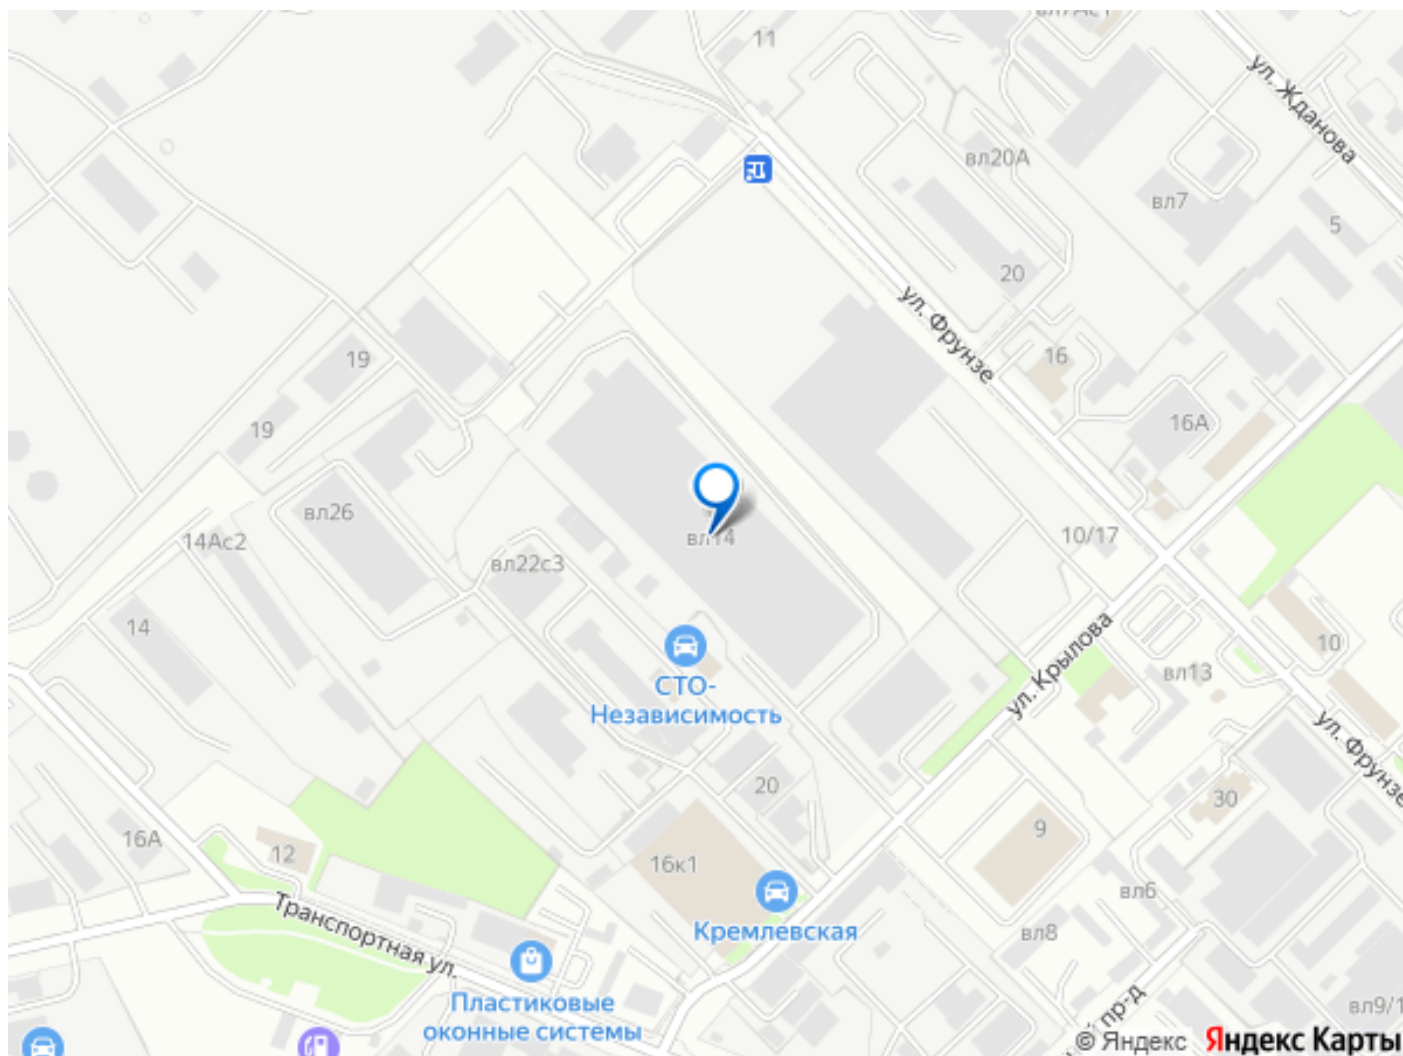 11
ул. Жданова
вл20А
вл7
5
20
ул. Фрунзе
16
19
16А
19
вл26
10/17
14Ас2
вл14
вл22с3
ул. Крылова
14
10
СТО-
Независимость
вл13
ул. Фрунзе
20
30
9
16А
12
16к1
вл6
Кремлевская
Транспортная ул.
вл8
Пластиковые
оконные системы
пр-д
вл9/1
© Яндекс Яндекс Карты